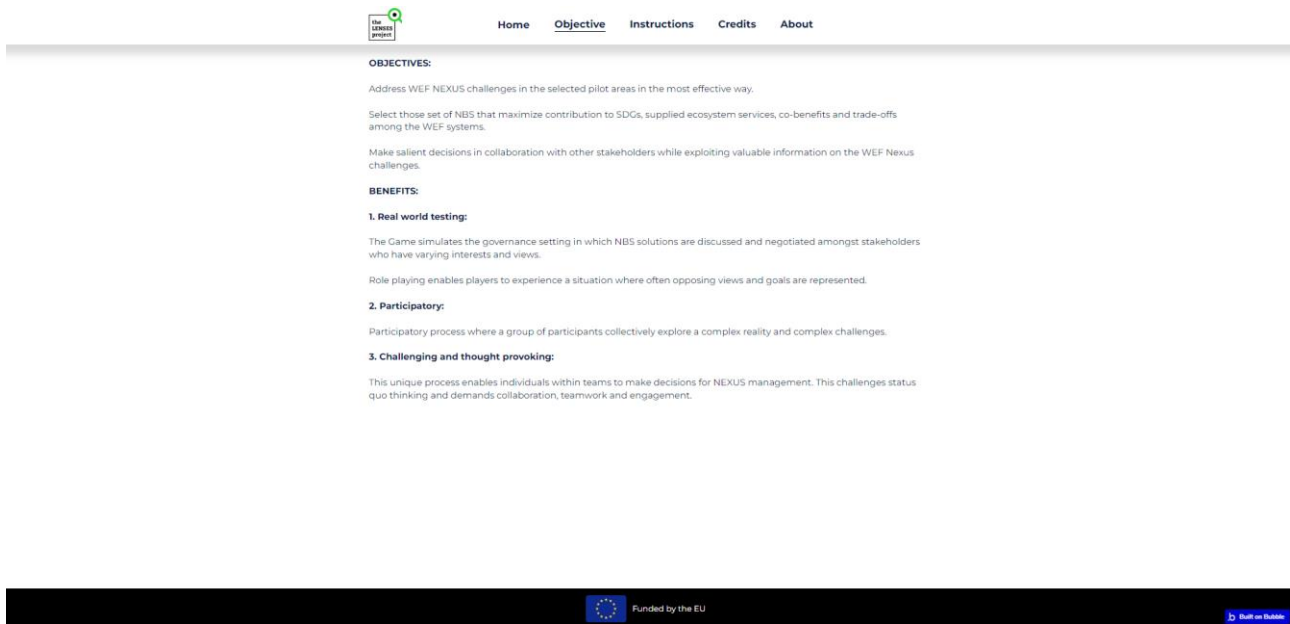 the
LENSES
project
Home Objective Instructions Credits About
OBJECTIVES:
Address WEF NEXUS challenges in the selected pilot areas in the most effective way.
Select those set of NBS that maximize contribution to SDGs, supplied ecosystem services, co-benefits and trade-offs
among the WEF systems.
Make salient decisions in collaboration with other stakeholders while exploiting valuable information on the WEF Nexus
challenges.
BENEFITS:
1. Real world testing:
The Game simulates the governance setting in which NBS solutions are discussed and negotiated amongst stakeholders
who have varying interests and views.
Role playing enables players to experience a situation where often opposing views and goals are represented.
2. Participatory:
Participatory process where a group of participants collectively explore a complex reality and complex challenges.
3. Challenging and thought provoking:
This unique process enables individuals within teams to make decisions for NEXUS management. This challenges status
quo thinking and demands collaboration, teamwork and engagement.
Funded by the EU
b Built on Bubble